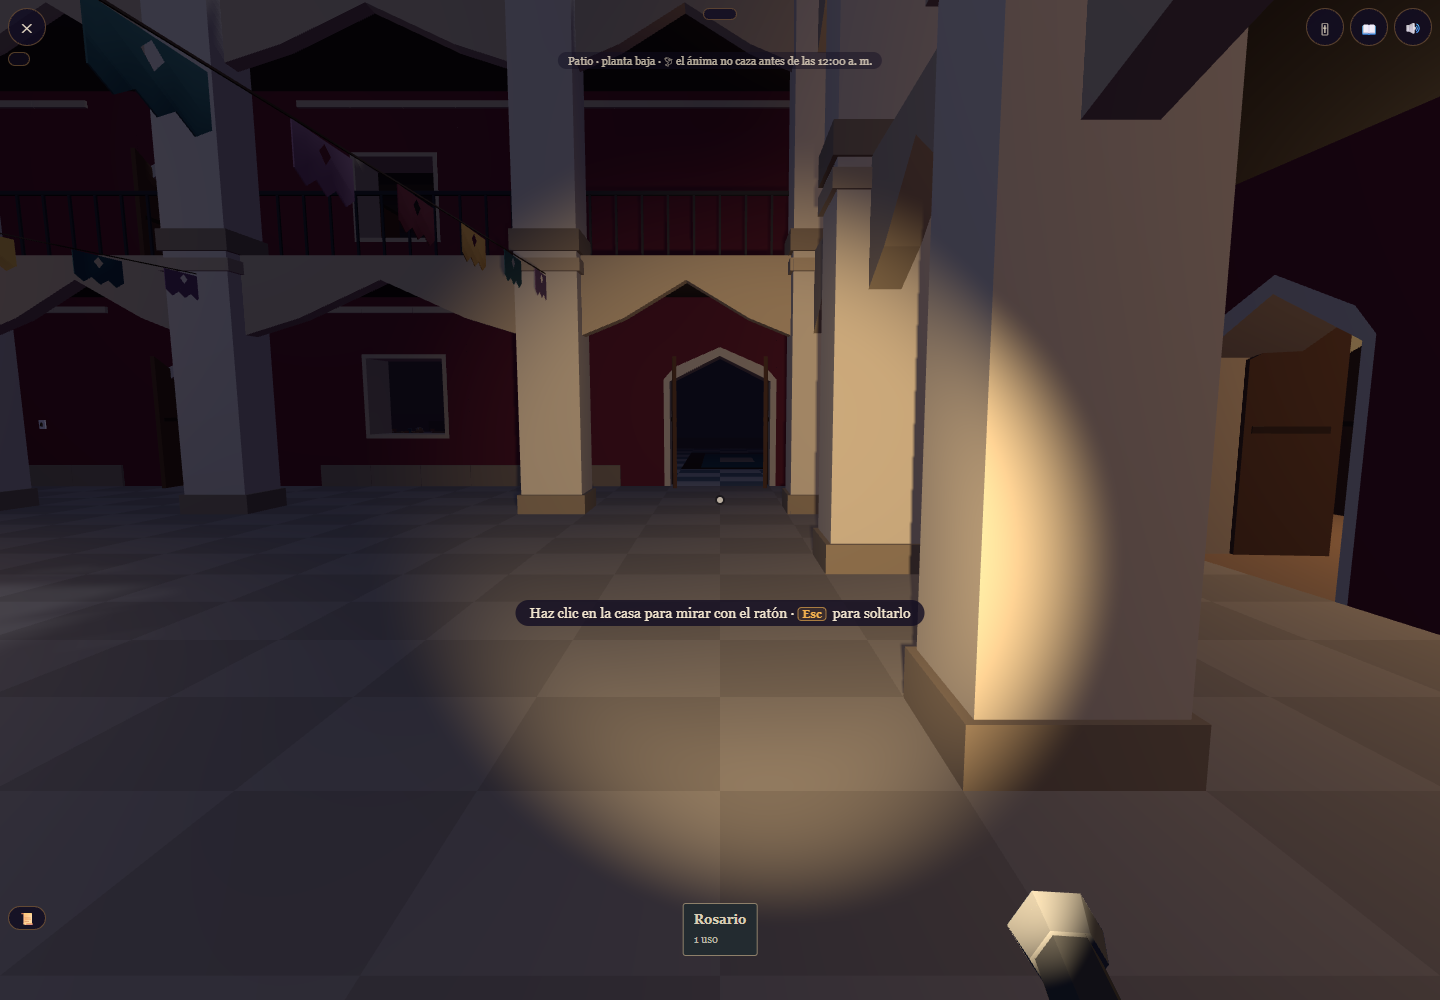 Patio · planta baja · 🕊 el ánima no caza antes de las 12:00 a. m.
Haz clic en la casa para mirar con el ratón · Esc para soltarlo
Rosario
1 uso